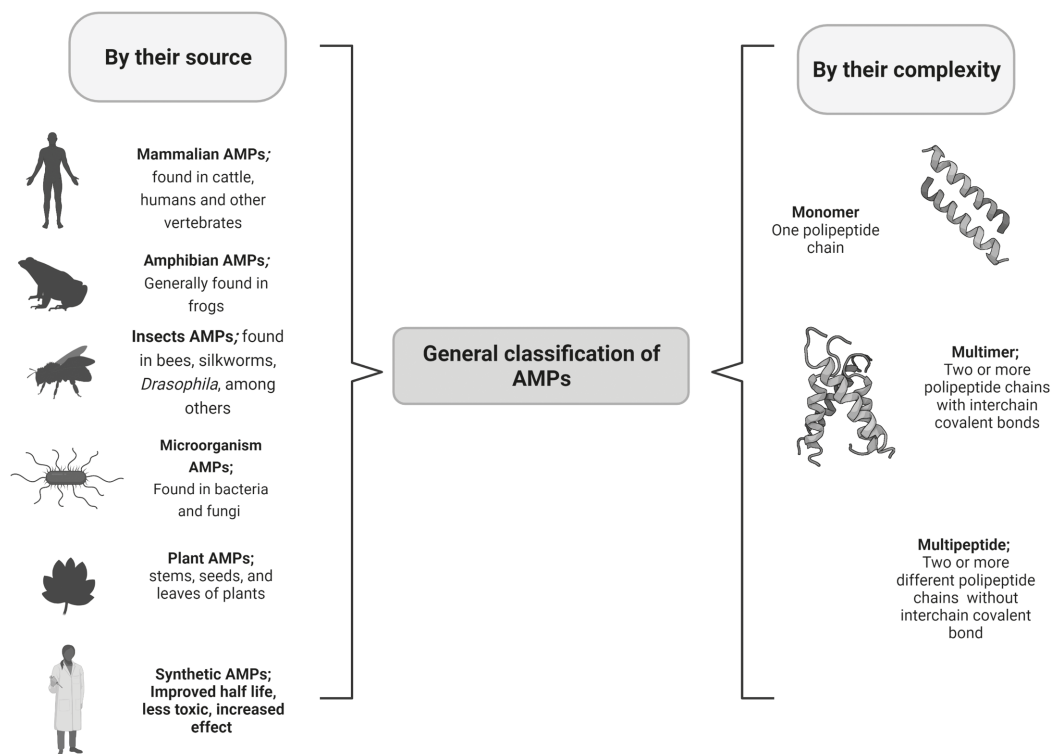 By their source
Mammalian AMPs;
found in cattle,
humans and other
vertebrates
Amphibian AMPs;
Generally found in
frogs
Insects AMPs; found
in bees, silkworms,
Drasophila, among
others
Microorganism
AMPs;
Found in bacteria
and fungi
Plant AMPs;
stems, seeds, and
leaves of plants
Synthetic AMPs;
Improved half life,
less toxic, increased
effect
General classification of
AMPs
By their complexity
Monomer
One polipeptide
chain
Multimer;
Two or more
polipeptide chains
with interchain
covalent bonds
Multipeptide;
Two or more
different polipeptide
chains without
interchain covalent
bond